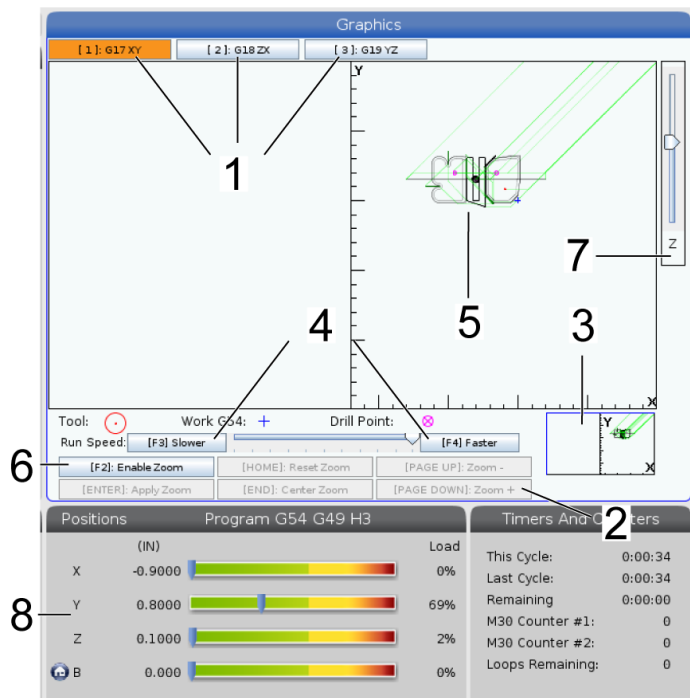 Graphics
[ 1]: G17 XY [ 2]: G18 ZX [ 3]: G19 YZ
Y
1
Z
7
5
4
3
X
Tool: Work G54: Drill Point:
Y
X
Run Speed: [F3] Slower [F4] Faster
6
[F2]: Enable Zoom [HOME]: Reset Zoom [PAGE UP]: Zoom -
[ENTER]: Apply Zoom [END]: Center Zoom [PAGE DOWN]: Zoom +
2
Positions Program G54 G49 H3
(IN) Load
X -0.9000 0%
8
Y 0.8000 69%
Z 0.1000 2%
B 0.000 0%
Timers And
This Cycle: 0:00:34
Last Cycle: 0:00:34
Remaining 0:00:00
M30 Counter #1: 0
M30 Counter #2: 0
Loops Remaining: 0